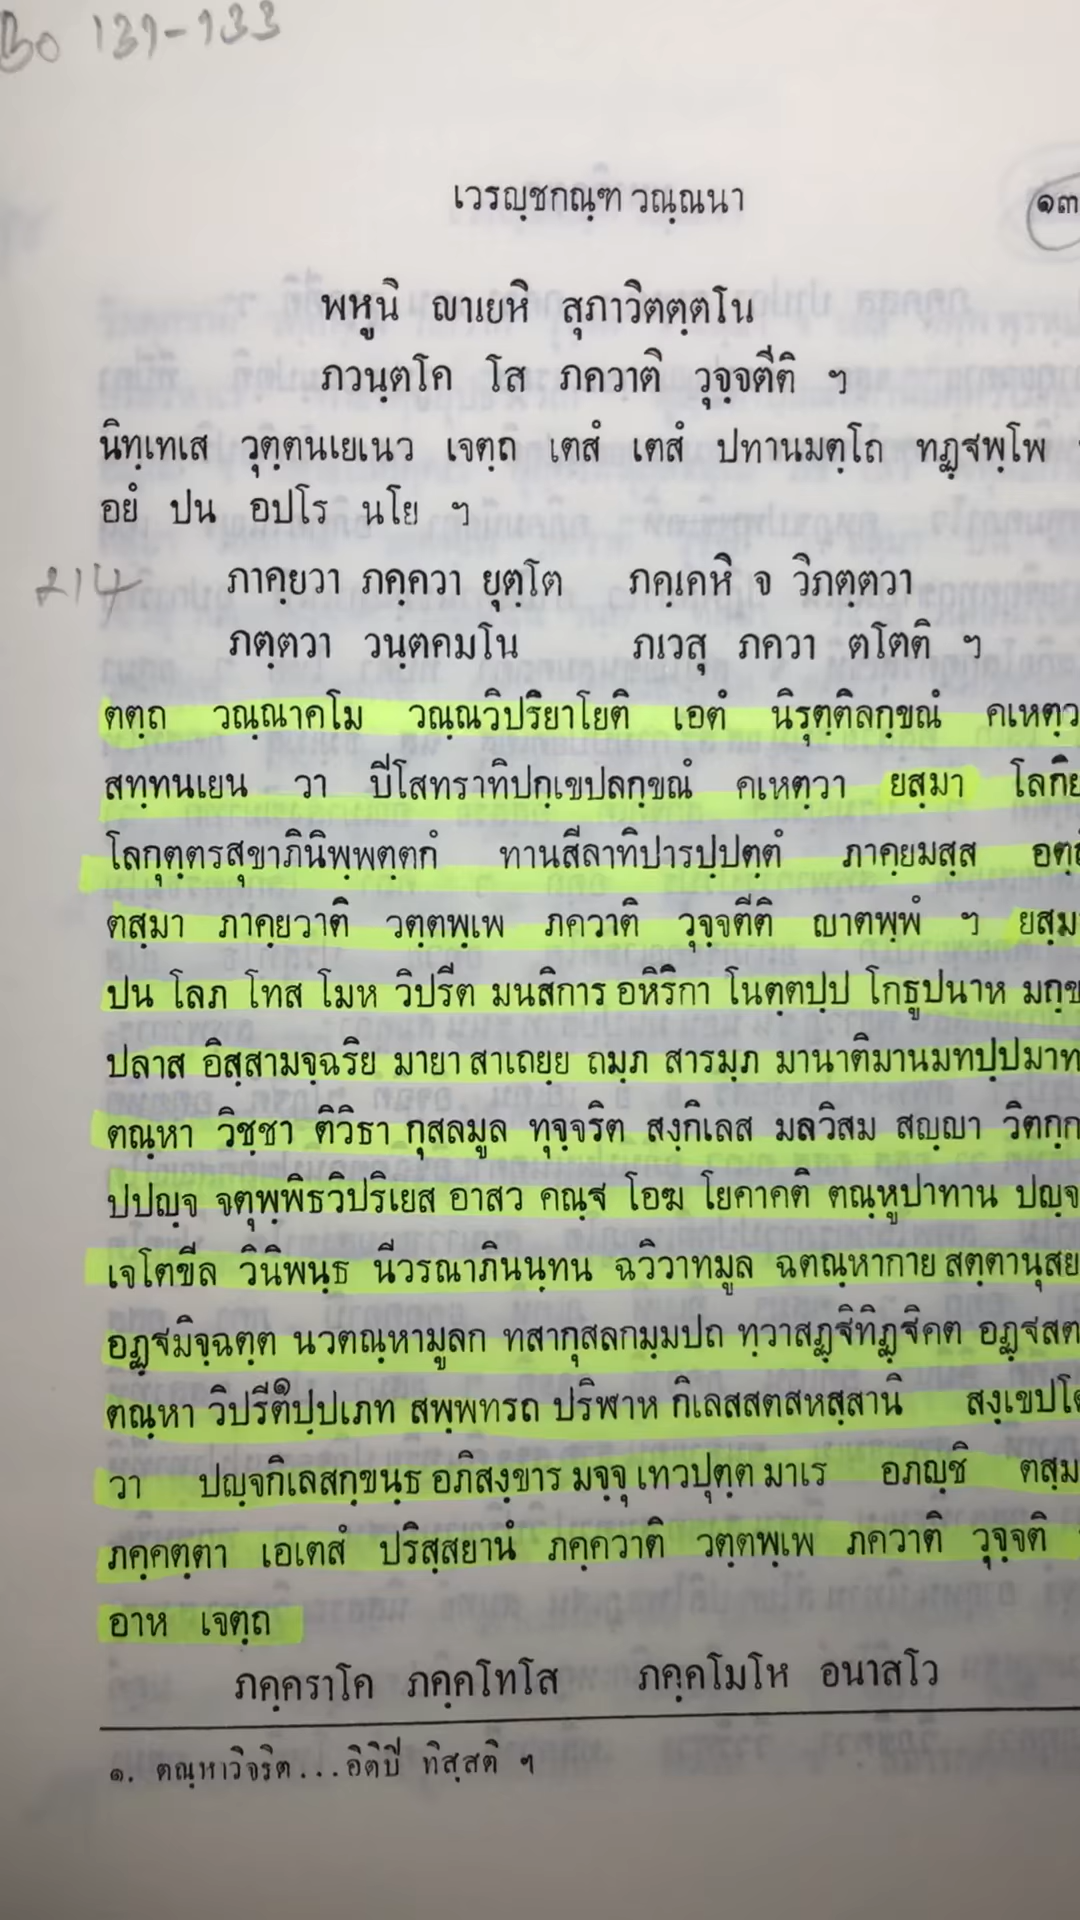 131-133
เวรญฺชกณฺฑ วณฺณนา
๑๓
พหูนิ ญาเยหิ สุภาวิตตฺตโน
ภวนฺตโค โส ภควาติ วุจฺจตีติ ฯ
นิทฺเทเส วุตฺตนเยเนว เจตฺถ เตสํ เตสํ ปทานมตฺโถ ทฏฺฐพฺโพ
อยํ ปน อปโร นโย ฯ
ภาคฺยวา ภคฺควา ยุตฺโต ภคฺเคหิ จ วิภตฺตวา
ภตฺตวา วนฺตคมโน ภเวสุ ภควา ตโตติ ฯ
ตตฺถ วณฺณาคโม วณฺณวิปริยาโยติ เอตํ นิรุตฺติลกฺขณํ คเหตฺว
สทฺทนเยน วา ปีโสทราทิปกฺเขปลกฺขณํ คเหตฺวา ยสฺมา โลกิย
โลกุตฺตรสุขาภินิพฺพตฺตกํ ทานสีลาทิปารปฺปตฺตํ ภาคฺยมสฺส อตฺถ
ตสฺมา ภาคฺยวาติ วตฺตพฺเพ ภควาติ วุจฺจตีติ ญาตพฺพํ ฯ ยสฺม
ปน โลภ โทส โมห วิปรีต มนสิการ อหิริกา โนตฺตปฺป โกธูปนาห มกฺข
ปลาส อิสฺสามจฺฉริย มายา สาเถยฺย ถมฺภ สารมฺภ มานาติมานมทปฺปมาท
ตณฺหา วิชฺชา ติวิธา กุสลมูล ทุจฺจริต สงฺกิเลส มลวิสม สญฺญา วิตกฺก
ปปญฺจ จตุพฺพิธวิปริเยส อาสว คณฺฐ โอฆ โยคาคติ ตณฺหูปาทาน ปญฺจ
เจโตขีล วินิพนฺธ นีวรณาภินนฺทน ฉวิวาทมูล ฉตณฺหากาย สตฺตานุสย
อฏฺฐมิจฺฉตฺต นวตณฺหามูลก ทสากุสลกมฺมปถ ทฺวาสฏฺฐิทิฏฺฐิคต อฏฺฐสต
ตณฺหา วิปรีติ๑ปฺปเภท สพฺพทรถ ปริฬาห กิเลสสตสหสฺสานิ สงฺเขปโต
วา ปญฺจกิเลสกฺขนฺธ อภิสงฺขาร มจฺจุ เทวปุตฺต มาเร อภญฺชิ ตสฺม
ภคฺคตฺตา เอเตสํ ปริสฺสยานํ ภคฺควาติ วตฺตพฺเพ ภควาติ วุจฺจติ
อาห เจตฺถ
ภคฺคราโค ภคฺคโทโส ภคฺคโมโห อนาสโว
๑. ตณฺหาวิจริต...อิติปี ทิสฺสติ ฯ